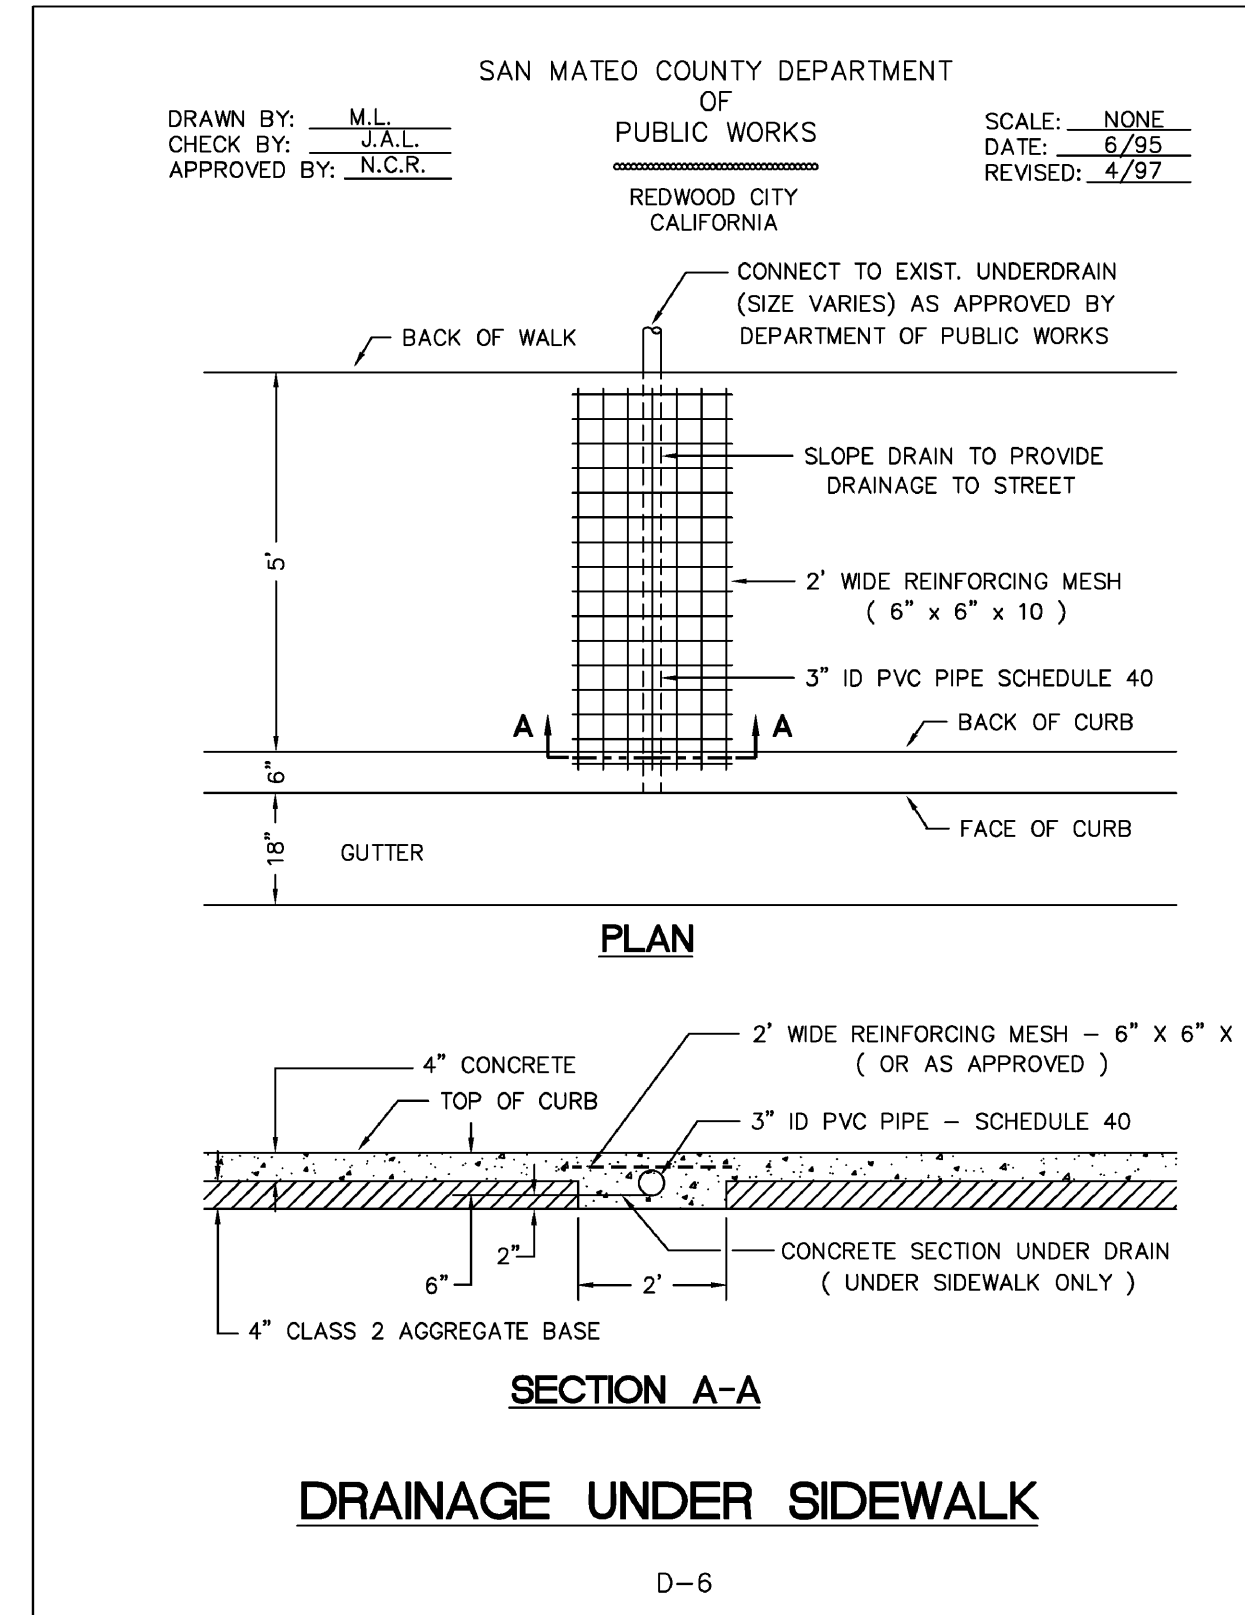 SAN MATEO COUNTY DEPARTMENT
OF
PUBLIC WORKS
REDWOOD CITY
CALIFORNIA
DRAWN BY: M.L.
CHECK BY: J.A.L.
APPROVED BY: N.C.R.
SCALE: NONE
DATE: 6/95
REVISED: 4/97
CONNECT TO EXIST. UNDERDRAIN
(SIZE VARIES) AS APPROVED BY
DEPARTMENT OF PUBLIC WORKS
BACK OF WALK
SLOPE DRAIN TO PROVIDE
DRAINAGE TO STREET
5'
2' WIDE REINFORCING MESH
( 6" x 6" x 10 )
3" ID PVC PIPE SCHEDULE 40
A
A
BACK OF CURB
6"
FACE OF CURB
18"
GUTTER
PLAN
2' WIDE REINFORCING MESH – 6" X 6" X
( OR AS APPROVED )
4" CONCRETE
TOP OF CURB
3" ID PVC PIPE – SCHEDULE 40
2"
6"
2'
CONCRETE SECTION UNDER DRAIN
( UNDER SIDEWALK ONLY )
4" CLASS 2 AGGREGATE BASE
SECTION A-A
DRAINAGE UNDER SIDEWALK
D-6